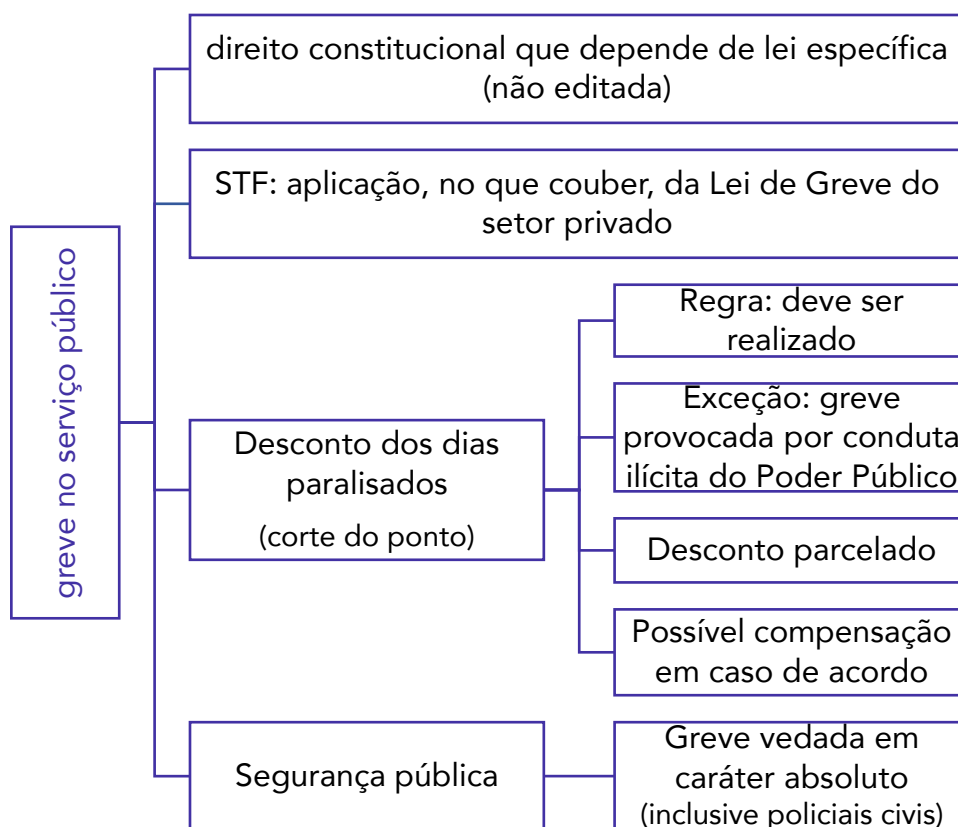 direito constitucional que depende de lei específica
(não editada)
STF: aplicação, no que couber, da Lei de Greve do
setor privado
greve no serviço público
Desconto dos dias
paralisados
(corte do ponto)
Regra: deve ser
realizado
Exceção: greve
provocada por conduta
ilícita do Poder Público
Desconto parcelado
Possível compensação
em caso de acordo
Segurança pública
Greve vedada em
caráter absoluto
(inclusive policiais civis)